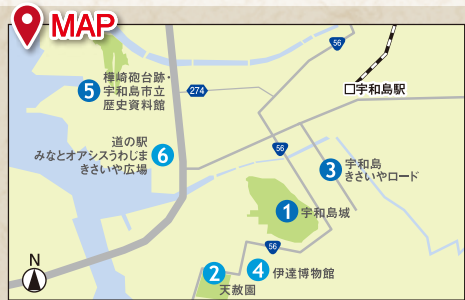 MAP
56
樺崎砲台跡・
宇和島市立
歴史資料館
5
274
宇和島駅
道の駅
みなとオアシスうわじま
きさいや広場
6
56
3
宇和島
きさいやロード
1
宇和島城
N
56
2
天赦園
4
伊達博物館